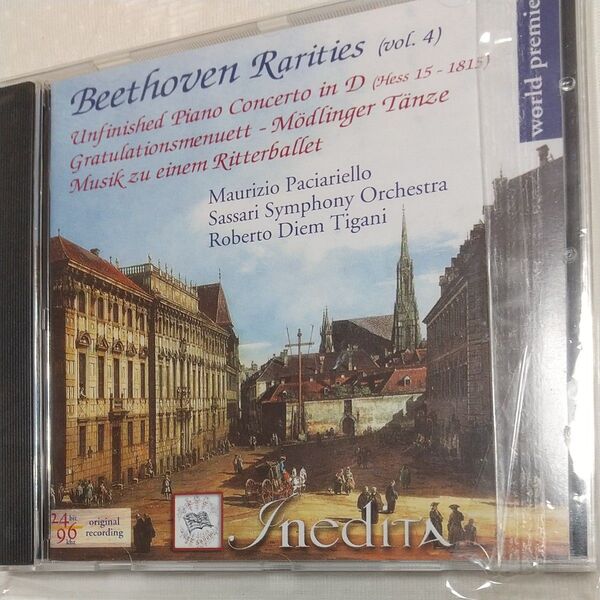 Beethoven Rarities (vol. 4)
Unfinished Piano Concerto in D (Hess 15 - 1815)
Gratulationsmenuett - Mödlinger Tänze
Musik zu einem Ritterballet
Maurizio Paciariello
Sassari Symphony Orchestra
Roberto Diem Tigani
world premie
24 bit
96 khz
original
recording
Inedita